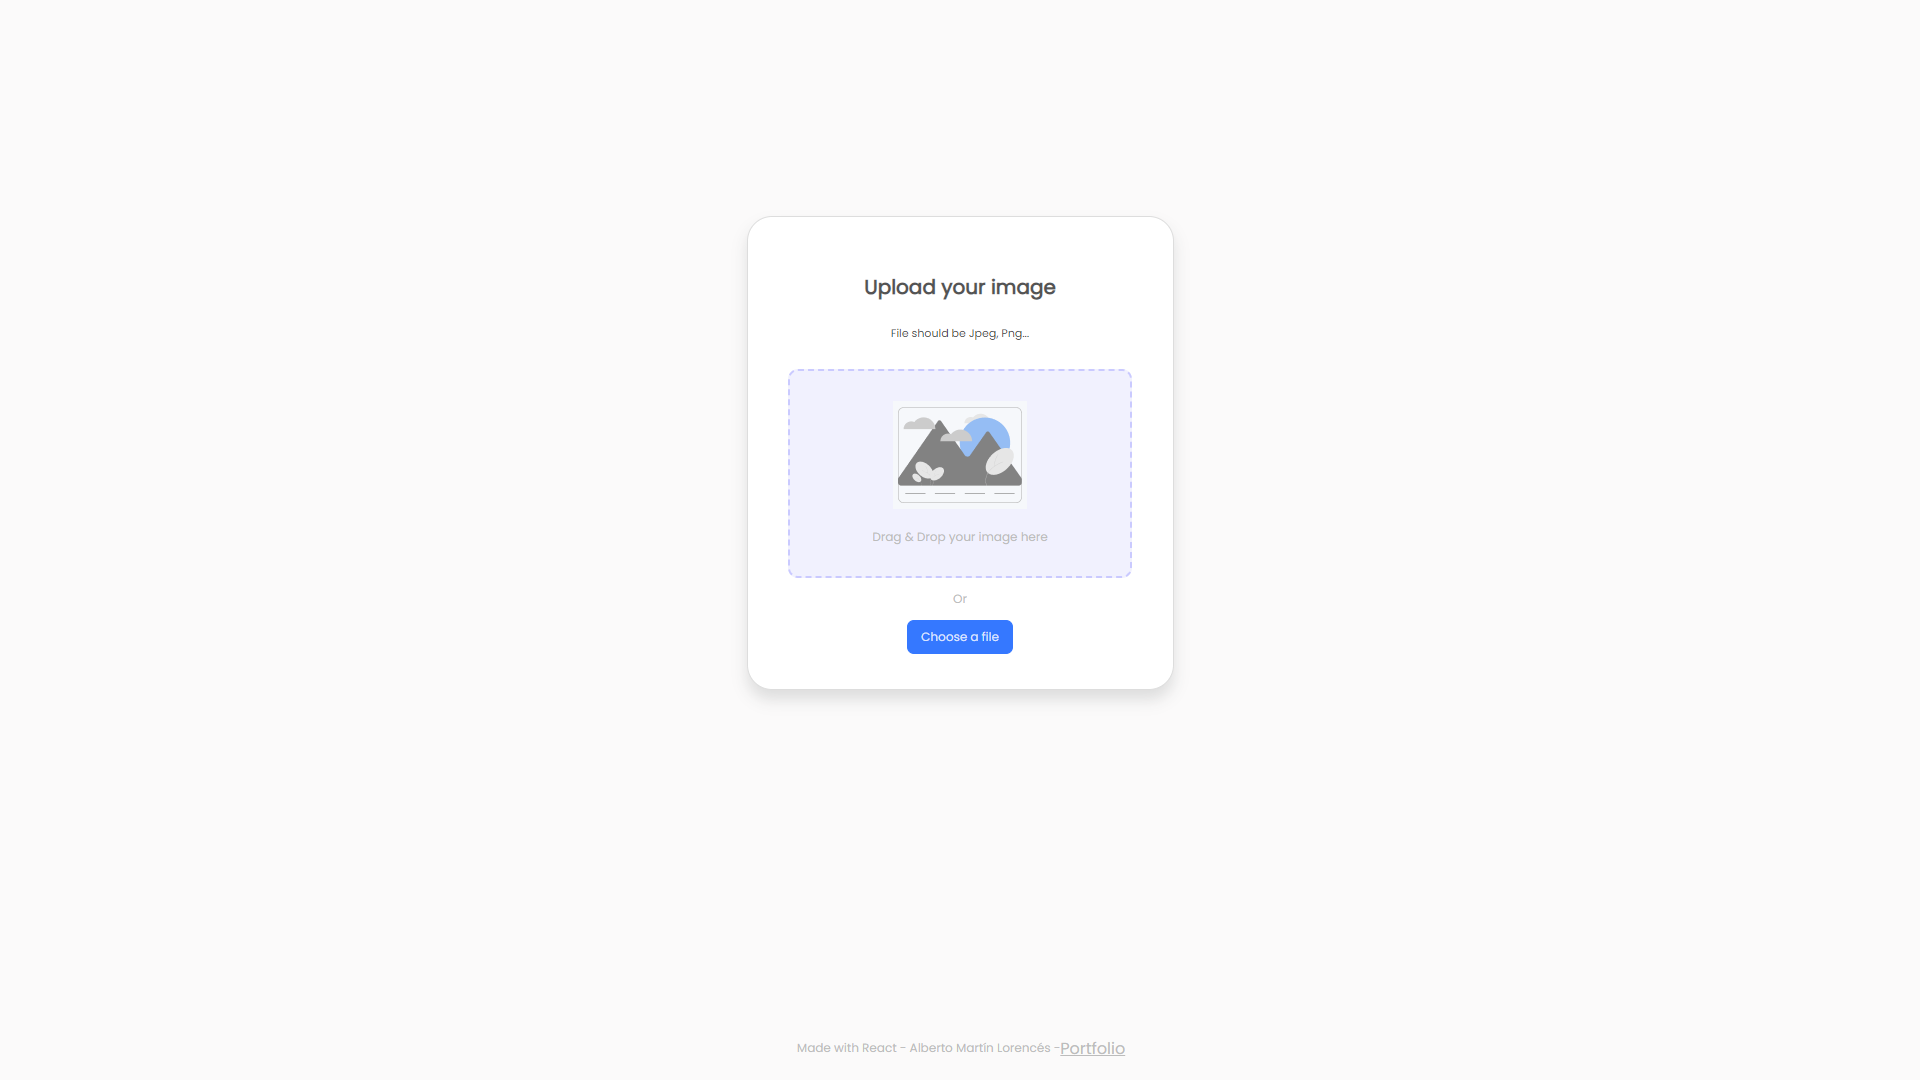 Upload your image
File should be Jpeg, Png...
Drag & Drop your image here
Or
Choose a file
Made with React - Alberto Martín Lorencés -Portfolio